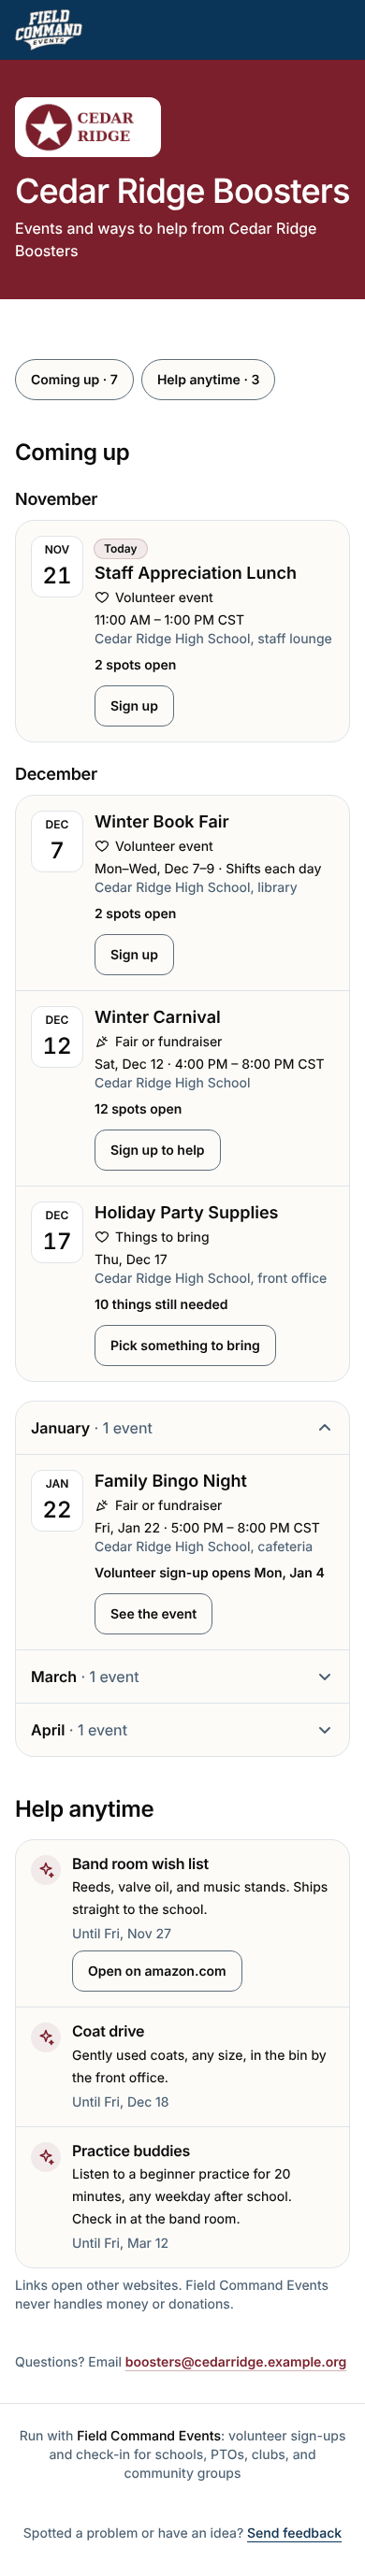 FIELD
COMMAND
EVENTS
CEDAR
RIDGE
Cedar Ridge Boosters
Events and ways to help from Cedar Ridge
Boosters
Coming up · 7
Help anytime · 3
Coming up
November
NOV
21
Today
Staff Appreciation Lunch
Volunteer event
11:00 AM – 1:00 PM CST
Cedar Ridge High School, staff lounge
2 spots open
Sign up
December
DEC
7
Winter Book Fair
Volunteer event
Mon–Wed, Dec 7–9 · Shifts each day
Cedar Ridge High School, library
2 spots open
Sign up
DEC
12
Winter Carnival
Fair or fundraiser
Sat, Dec 12 · 4:00 PM – 8:00 PM CST
Cedar Ridge High School
12 spots open
Sign up to help
DEC
17
Holiday Party Supplies
Things to bring
Thu, Dec 17
Cedar Ridge High School, front office
10 things still needed
Pick something to bring
January · 1 event
JAN
22
Family Bingo Night
Fair or fundraiser
Fri, Jan 22 · 5:00 PM – 8:00 PM CST
Cedar Ridge High School, cafeteria
Volunteer sign-up opens Mon, Jan 4
See the event
March · 1 event
April · 1 event
Help anytime
Band room wish list
Reeds, valve oil, and music stands. Ships
straight to the school.
Until Fri, Nov 27
Open on amazon.com
Coat drive
Gently used coats, any size, in the bin by
the front office.
Until Fri, Dec 18
Practice buddies
Listen to a beginner practice for 20
minutes, any weekday after school.
Check in at the band room.
Until Fri, Mar 12
Links open other websites. Field Command Events
never handles money or donations.
Questions? Email boosters@cedarridge.example.org
Run with Field Command Events: volunteer sign-ups
and check-in for schools, PTOs, clubs, and
community groups
Spotted a problem or have an idea? Send feedback